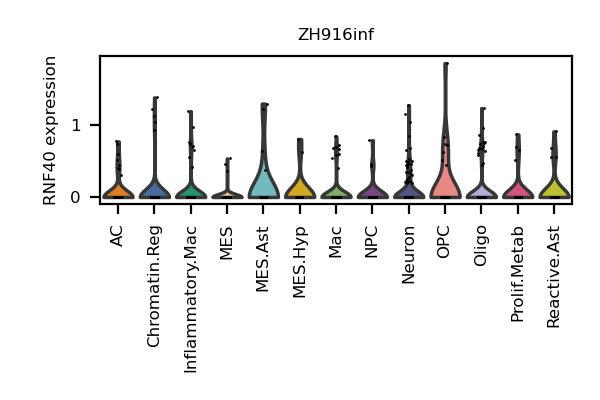 ZH916inf
RNF40 expression
1
0
AC
Chromatin.Reg
Inflammatory.Mac
MES
MES.Ast
MES.Hyp
Mac
NPC
Neuron
OPC
Oligo
Prolif.Metab
Reactive.Ast